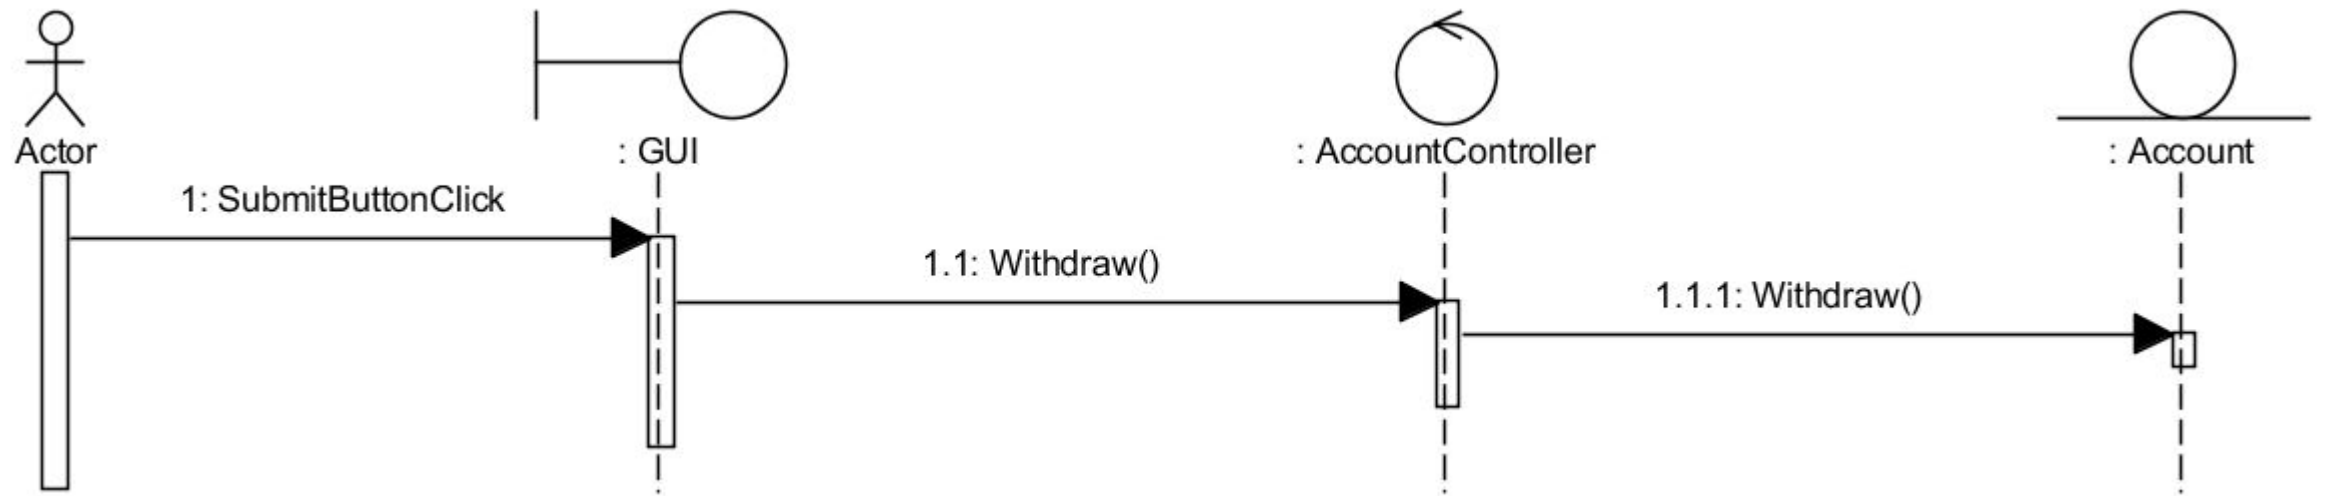 Actor
: GUI
: AccountController
: Account
1: SubmitButtonClick
1.1: Withdraw()
1.1.1: Withdraw()